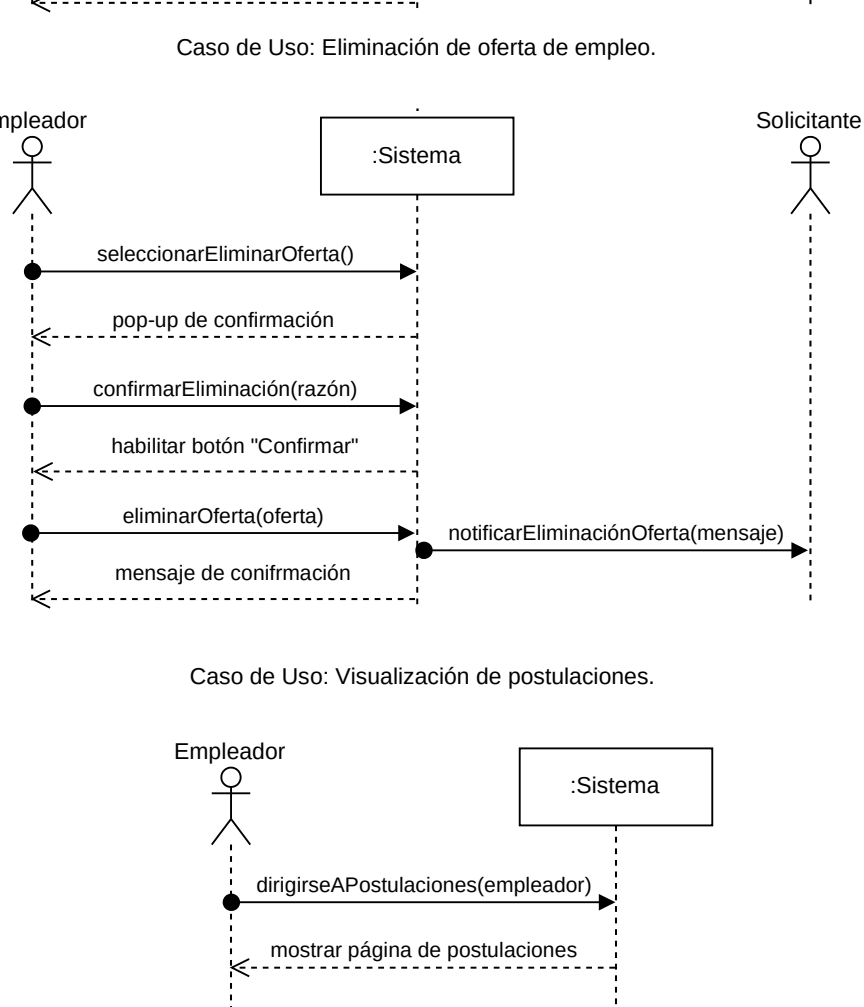 Caso de Uso: Eliminación de oferta de empleo.
mpleador
:Sistema
Solicitante
seleccionarEliminarOferta()
pop-up de confirmación
confirmarEliminación(razón)
habilitar botón "Confirmar"
eliminarOferta(oferta)
notificarEliminaciónOferta(mensaje)
mensaje de conifrmación
Caso de Uso: Visualización de postulaciones.
Empleador
:Sistema
dirigirseAPostulaciones(empleador)
mostrar página de postulaciones